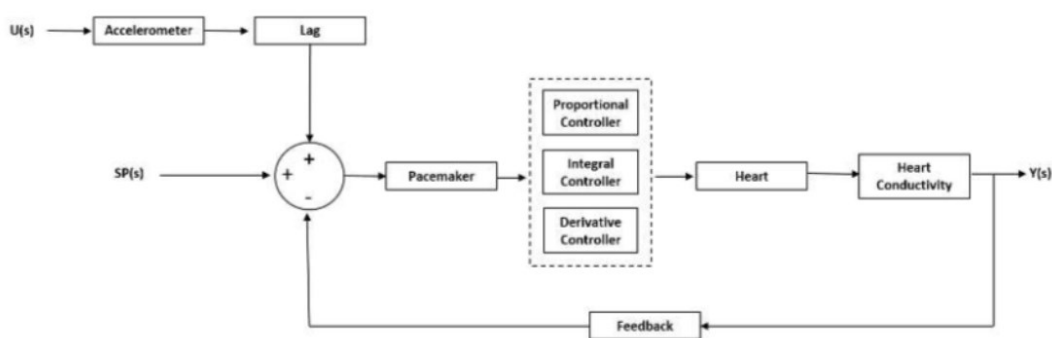 U(s)
Accelerometer
Lag
Proportional
Controller
+
SP(s)
+
Pacemaker
Integral
Controller
Heart
Heart
Conductivity
Y(s)
-
Derivative
Controller
Feedback